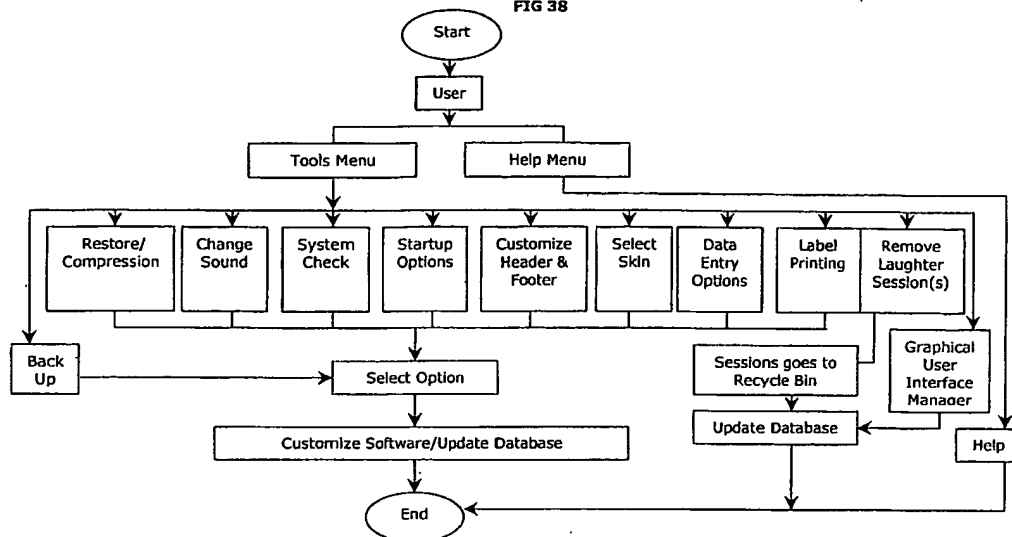 FIG 38
Start
User
Tools Menu
Help Menu
Restore/
Compression
Change
Sound
System
Check
Startup
Options
Customize
Header &
Footer
Select
Skin
Data
Entry
Options
Label
Printing
Remove
Laughter
Session(s)
Back
Up
Select Option
Sessions goes to
Recycle Bin
Graphical
User
Interface
Manager
Customize Software/Update Database
Update Database
Help
End